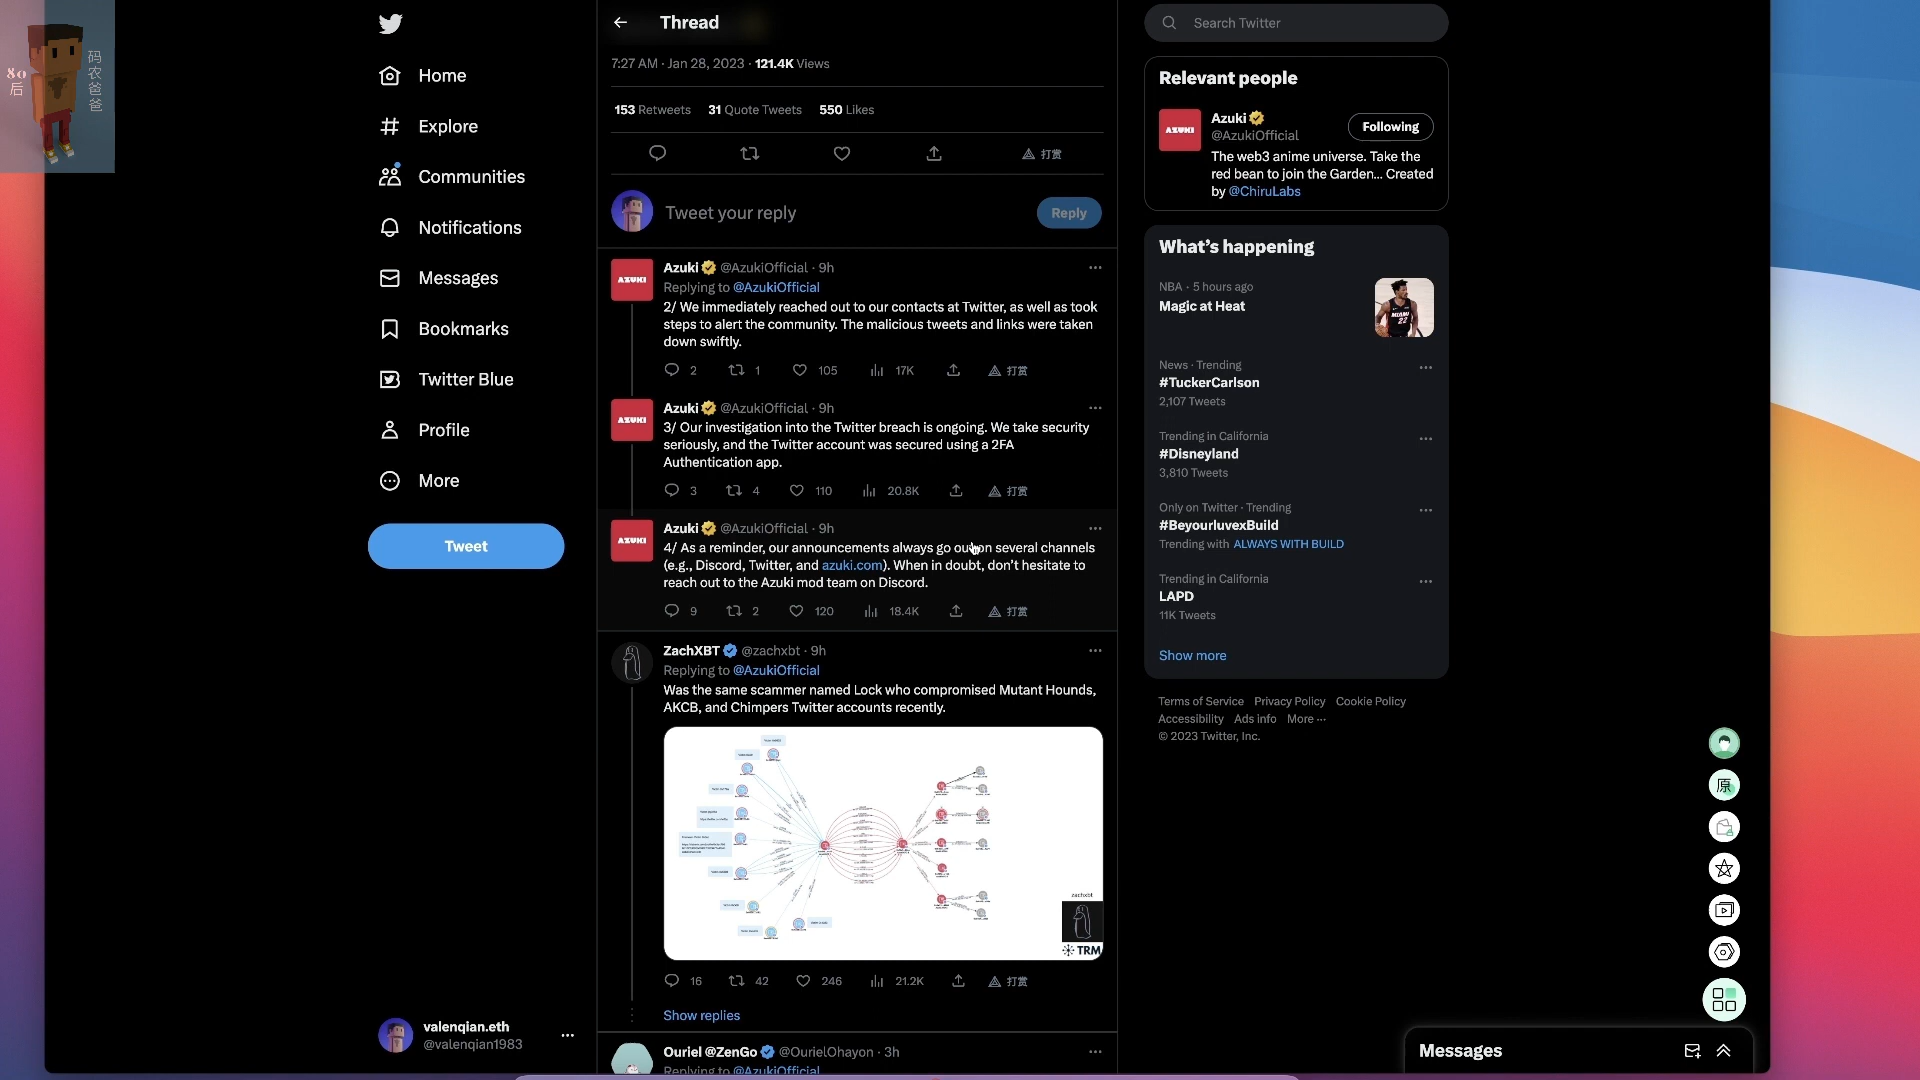 80后
码农爸爸
Home
Explore
Communities
Notifications
Messages
Bookmarks
Twitter Blue
Profile
More
Tweet
valenqian.eth
@valenqian1983
Thread
7:27 AM · Jan 28, 2023 · 121.4K Views
153 Retweets 31 Quote Tweets 550 Likes
打赏
Tweet your reply
Reply
AZUKI
Azuki @AzukiOfficial · 9h
Replying to @AzukiOfficial
2/ We immediately reached out to our contacts at Twitter, as well as took
steps to alert the community. The malicious tweets and links were taken
down swiftly.
2 1 105 17K 打赏
AZUKI
Azuki @AzukiOfficial · 9h
3/ Our investigation into the Twitter breach is ongoing. We take security
seriously, and the Twitter account was secured using a 2FA
Authentication app.
3 4 110 20.8K 打赏
AZUKI
Azuki @AzukiOfficial · 9h
4/ As a reminder, our announcements always go out on several channels
(e.g., Discord, Twitter, and azuki.com). When in doubt, don't hesitate to
reach out to the Azuki mod team on Discord.
9 2 120 18.4K 打赏
ZachXBT @zachxbt · 9h
Replying to @AzukiOfficial
Was the same scammer named Lock who compromised Mutant Hounds,
AKCB, and Chimpers Twitter accounts recently.
zachxbt
TRM
16 42 246 21.2K 打赏
Show replies
Ouriel @ZenGo @OurielOhayon · 3h
Replying to @AzukiOfficial
Search Twitter
Relevant people
AZUKI
Azuki
@AzukiOfficial
Following
The web3 anime universe. Take the
red bean to join the Garden... Created
by @ChiruLabs
What's happening
NBA · 5 hours ago
Magic at Heat
MIAMI
22
News · Trending
#TuckerCarlson
2,107 Tweets
Trending in California
#Disneyland
3,810 Tweets
Only on Twitter · Trending
#BeyourluvexBuild
Trending with ALWAYS WITH BUILD
Trending in California
LAPD
11K Tweets
Show more
Terms of Service Privacy Policy Cookie Policy
Accessibility Ads info More ···
© 2023 Twitter, Inc.
原
Messages